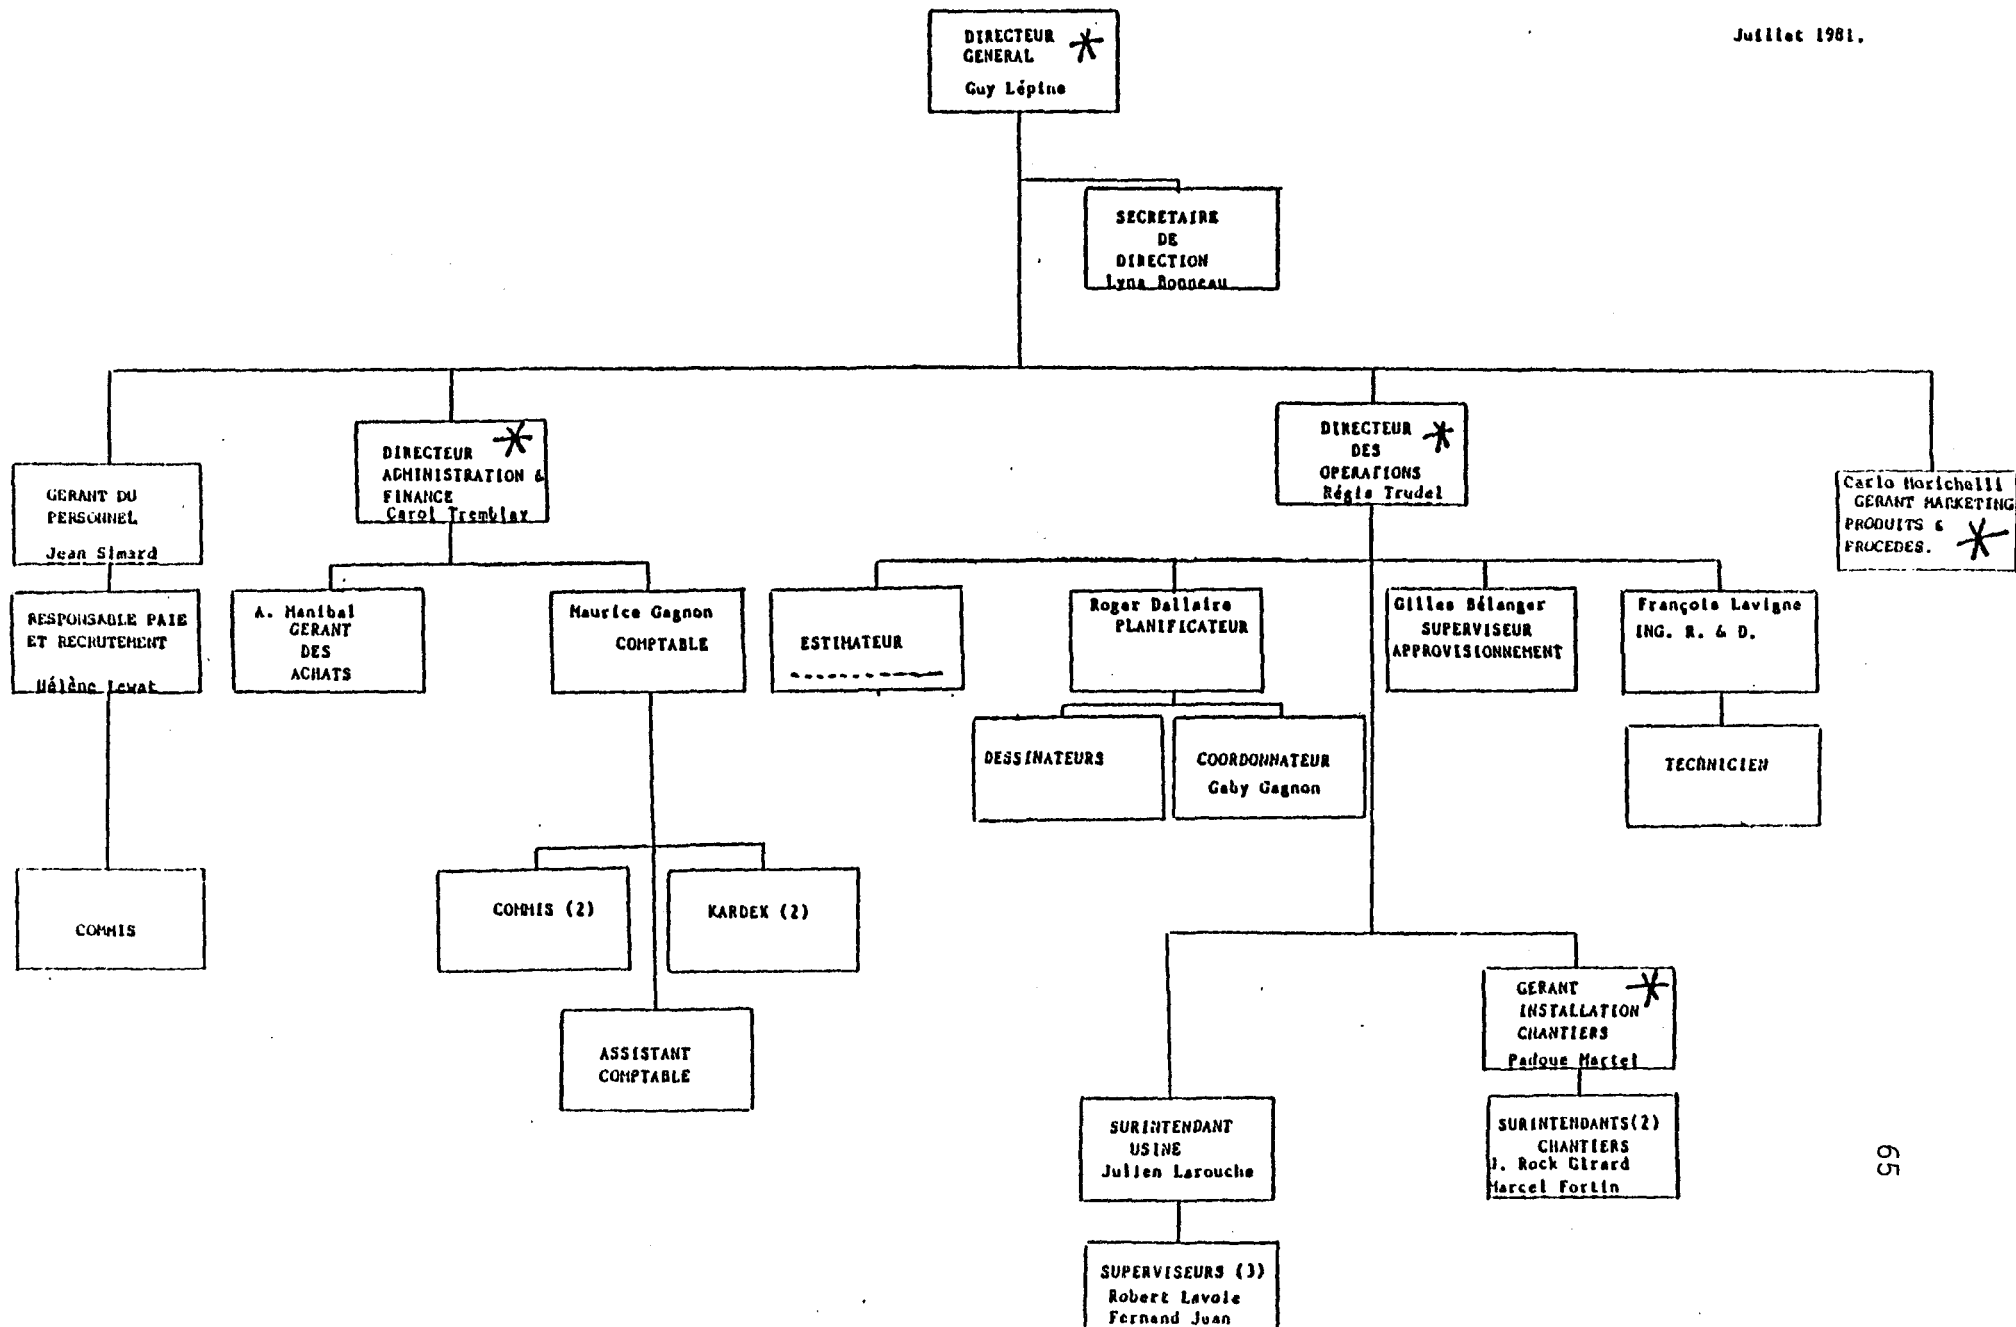 Juillet 1981.
DIRECTEUR
GENERAL
Guy Lépine
SECRETAIRE
DE
DIRECTION
Lyne Bonneau
GERANT DU
PERSONNEL
Jean Simard
DIRECTEUR
ADMINISTRATION &
FINANCE
Carol Tremblay
DIRECTEUR
DES
OPERATIONS
Régis Trudel
Carlo
GERANT MARKETING
PRODUITS &
PROCEDES.
RESPONSABLE PAIE
ET RECRUTEMENT
Hélène
A. Manibal
GERANT
DES
ACHATS
Maurice Gagnon
COMPTABLE
ESTIMATEUR
Roger Dallaire
PLANIFICATEUR
Gilles Bélanger
SUPERVISEUR
APPROVISIONNEMENT
François Lavigne
ING. R. & D.
DESSINATEURS
COORDONNATEUR
Gaby Gagnon
TECHNICIEN
COMMIS
COMMIS (2)
KARDEK (2)
ASSISTANT
COMPTABLE
GERANT
INSTALLATION
CHANTIERS
Padoue Martel
SURINTENDANT
USINE
Julien Larouche
SURINTENDANTS(2)
CHANTIERS
J. Rock Girard
Marcel Fortin
SUPERVISEURS (3)
Robert Lavoie
Fernand Juan
65